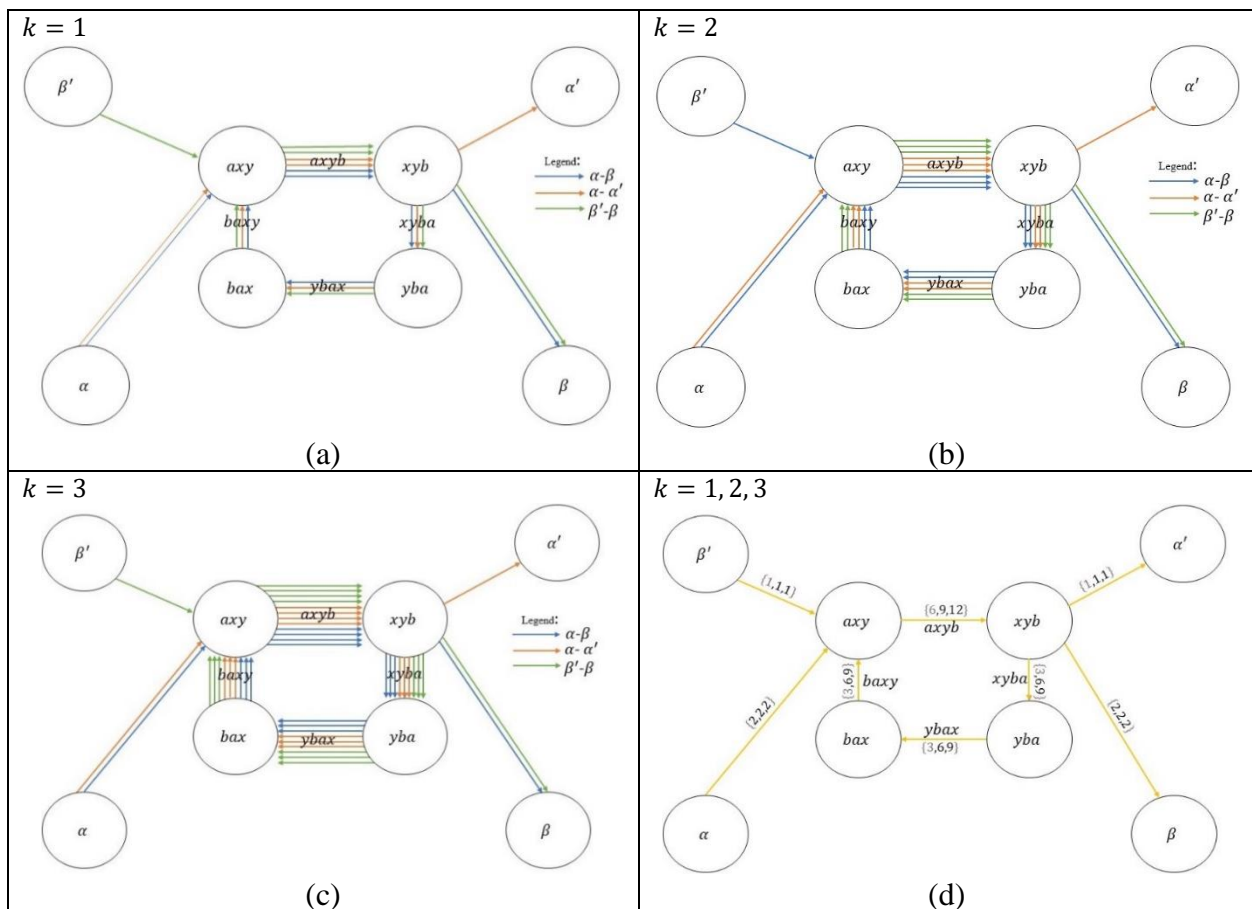 k = 1
β′
α′
axy
axyb
xyb
Legend:
α-β
α- α′
β′-β
baxy
xyba
bax
ybax
yba
α
β
(a)
k = 2
β′
α′
axy
axyb
xyb
Legend:
α-β
α- α′
β′-β
baxy
xyba
bax
ybax
yba
α
β
(b)
k = 3
β′
α′
axy
axyb
xyb
Legend:
α-β
α- α′
β′-β
baxy
xyba
bax
ybax
yba
α
β
(c)
k = 1, 2, 3
β′
α′
{1,1,1}
{1,1,1}
axy
{6,9,12}
axyb
xyb
{2,2,2}
{3,6,9}
baxy
xyba
{3,6,9}
{2,2,2}
bax
ybax
{3,6,9}
yba
α
β
(d)